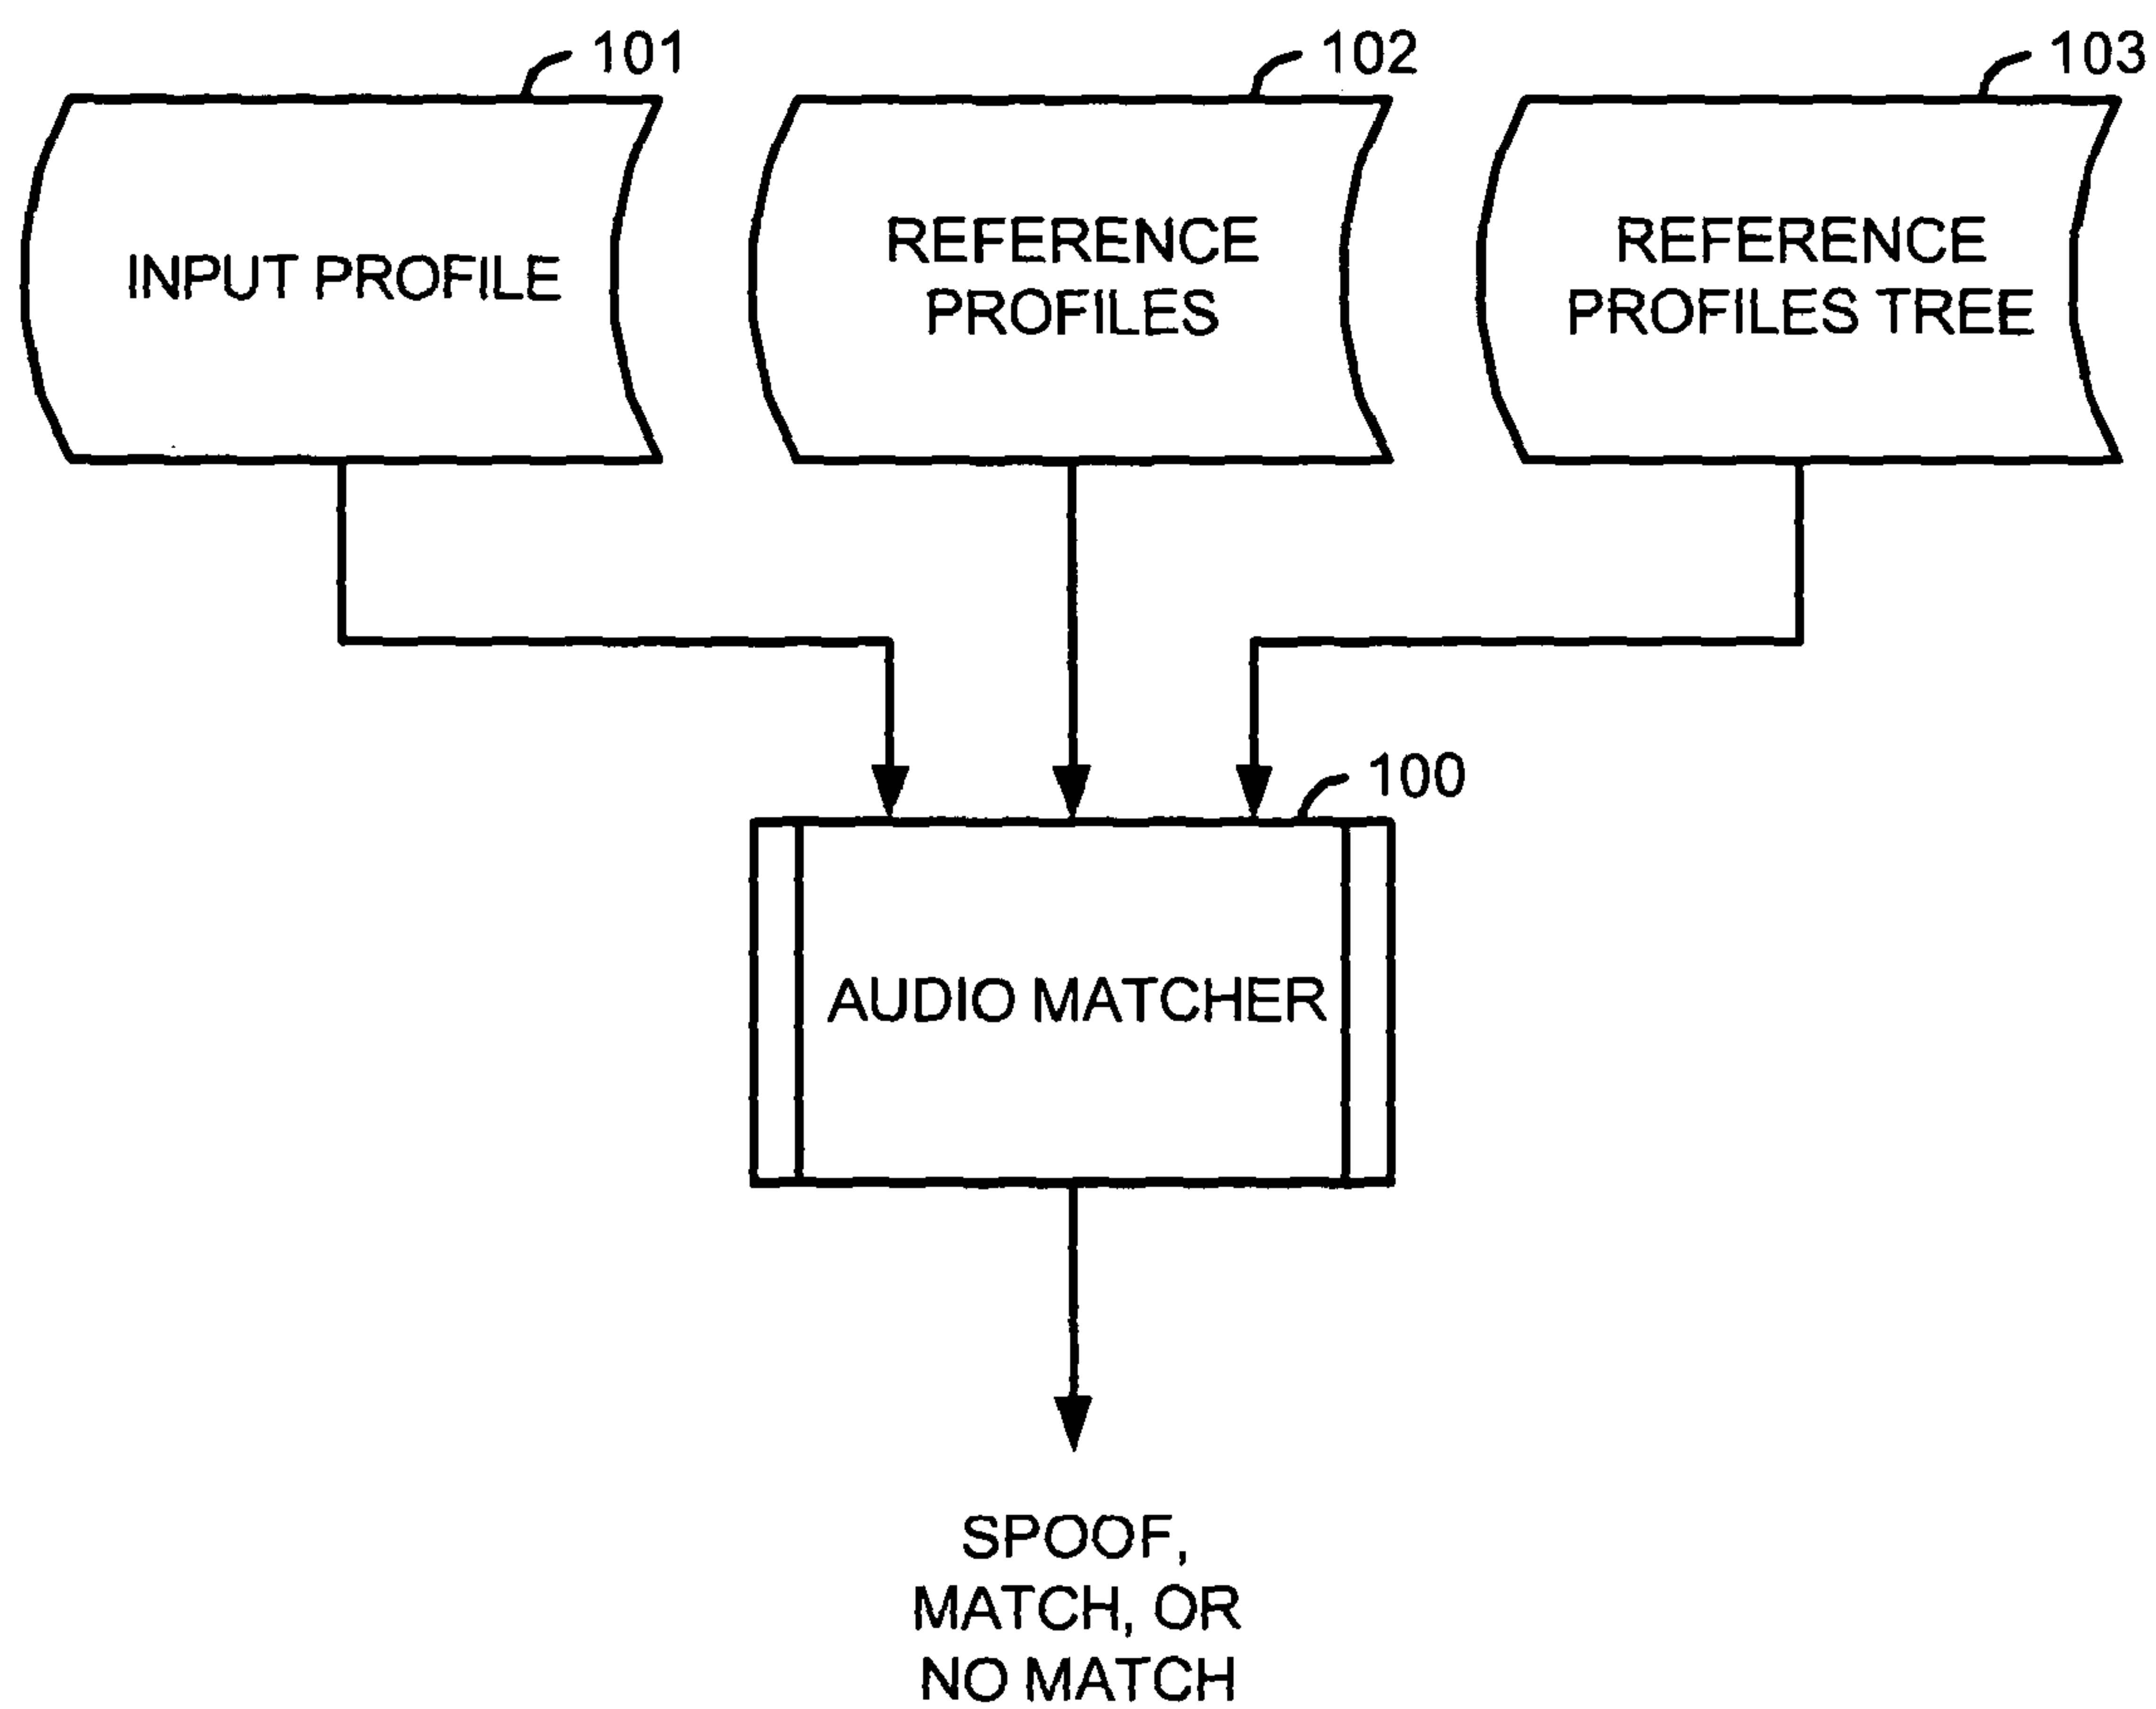 101
102
103
INPUT PROFILE
REFERENCE
PROFILES
REFERENCE
PROFILES TREE
100
AUDIO MATCHER
SPOOF,
MATCH, OR
NO MATCH